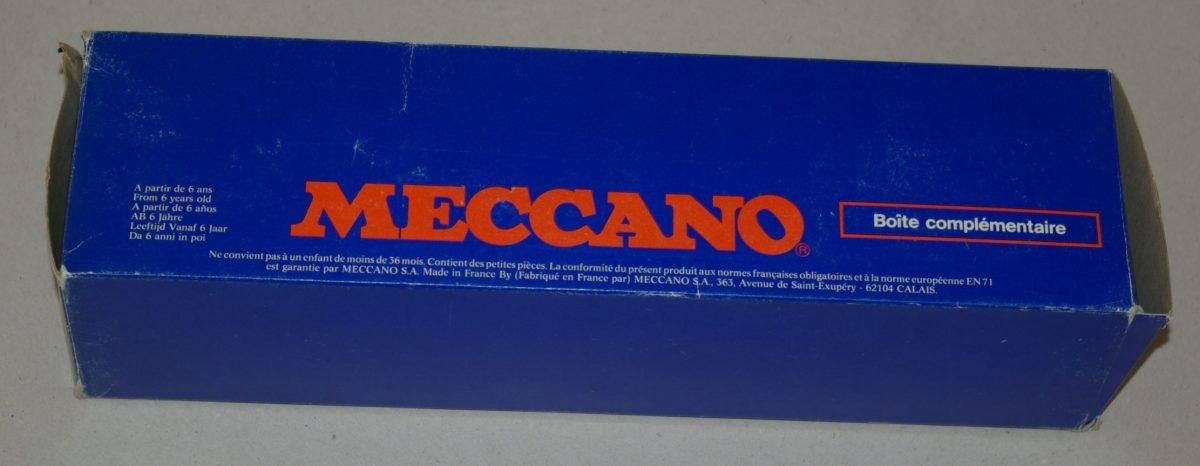 A partir de 6 ans
From 6 years old
A partir de 6 años
AB 6 Jähre
Leeftijd Vanaf 6 Jaar
Da 6 anni in poi
MECCANO®
Boîte complémentaire
Ne convient pas à un enfant de moins de 36 mois. Contient des petites pièces. La conformité du présent produit aux normes françaises obligatoires et à la norme européenne EN 71
est garantie par MECCANO S.A. Made in France By (Fabriqué en France par) MECCANO S.A., 363, Avenue de Saint-Exupéry - 62104 CALAIS.